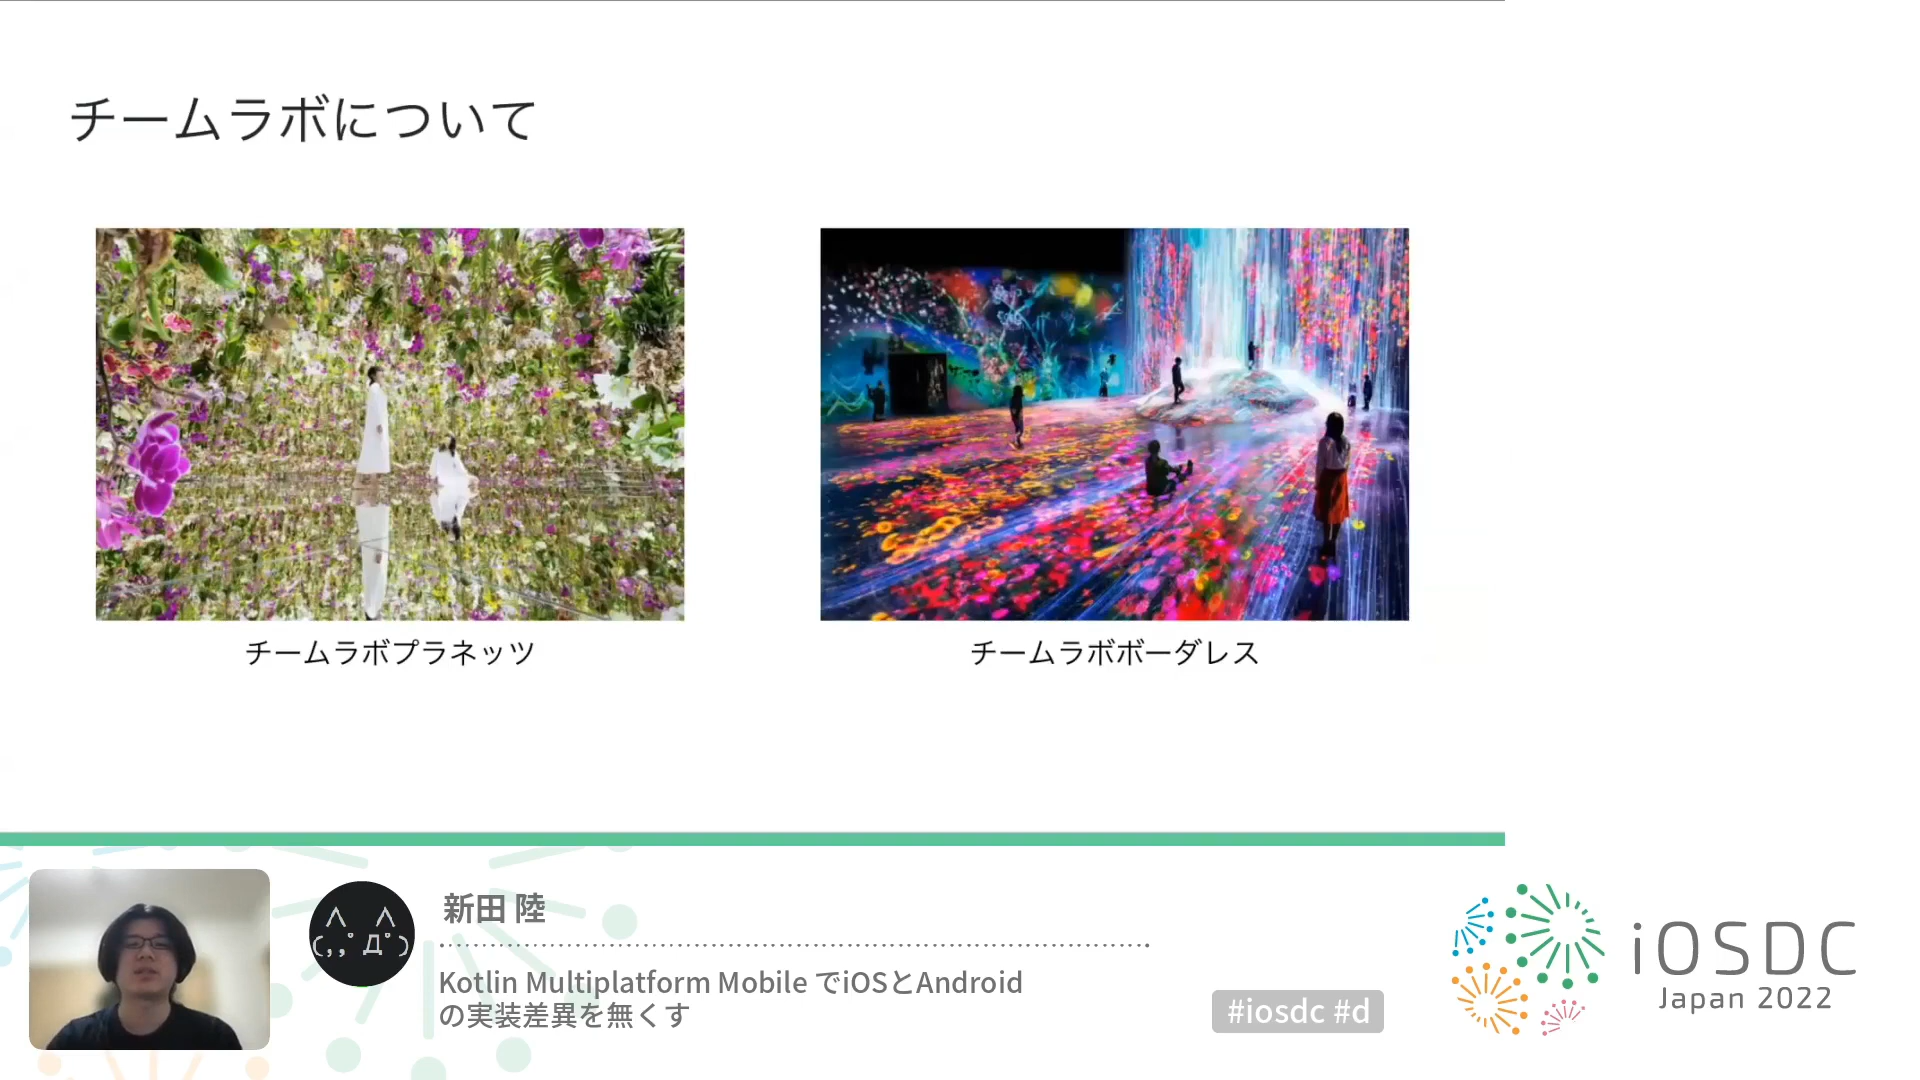 チームラボについて
チームラボプラネッツ
チームラボボーダレス
新田 陸
Kotlin Multiplatform Mobile でiOSとAndroid
の実装差異を無くす
#iosdc #d
iOSDC
Japan 2022